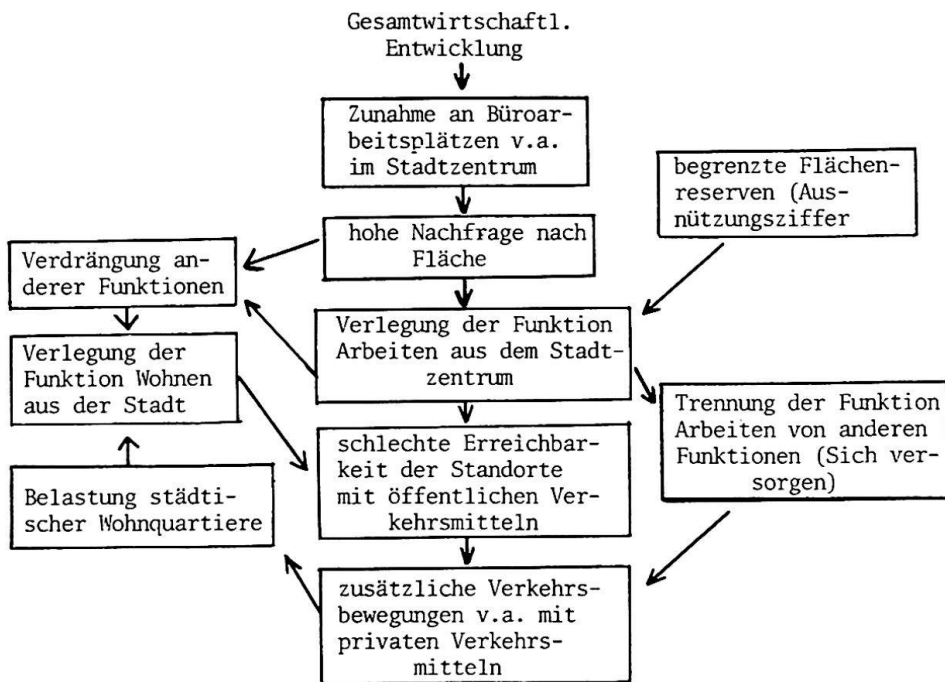 Gesamtwirtschaftl.
Entwicklung
Zunahme an Büroar-
beitsplätzen v.a.
im Stadtzentrum
begrenzte Flächen-
reserven (Aus-
nützungsziffer
hohe Nachfrage nach
Fläche
Verdrängung an-
derer Funktionen
Verlegung der Funktion
Arbeiten aus dem Stadt-
zentrum
Verlegung der
Funktion Wohnen
aus der Stadt
Trennung der Funktion
Arbeiten von anderen
Funktionen (Sich ver-
sorgen)
schlechte Erreichbar-
keit der Standorte
mit öffentlichen Ver-
kehrsmitteln
Belastung städti-
scher Wohnquartiere
zusätzliche Verkehrs-
bewegungen v.a. mit
privaten Verkehrs-
mitteln